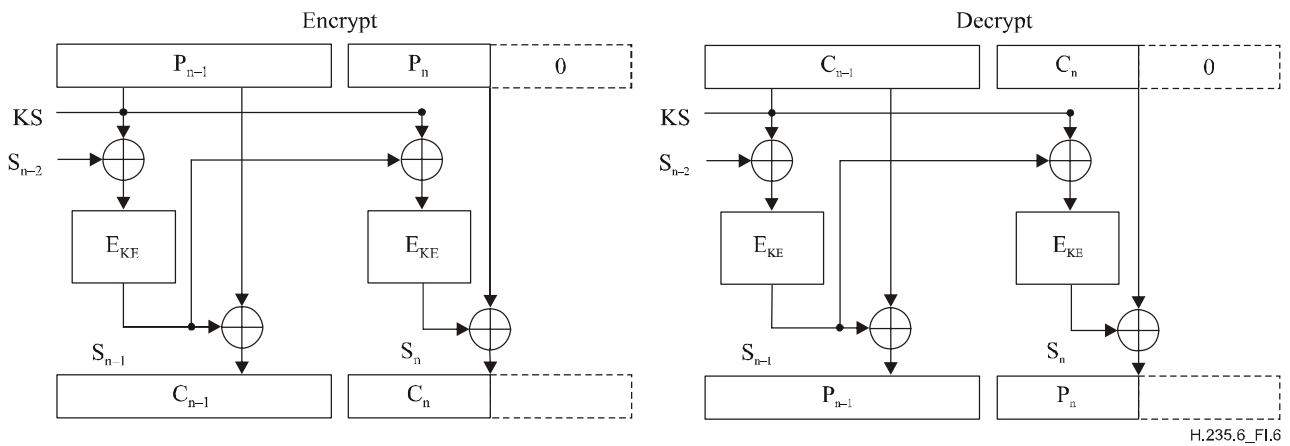 Encrypt
P_{n–1} P_n 0
KS
S_{n–2}
E_{KE} E_{KE}
S_{n–1} S_n
C_{n–1} C_n
Decrypt
C_{n–1} C_n 0
KS
S_{n–2}
E_{KE} E_{KE}
S_{n–1} S_n
P_{n–1} P_n
H.235.6_FI.6